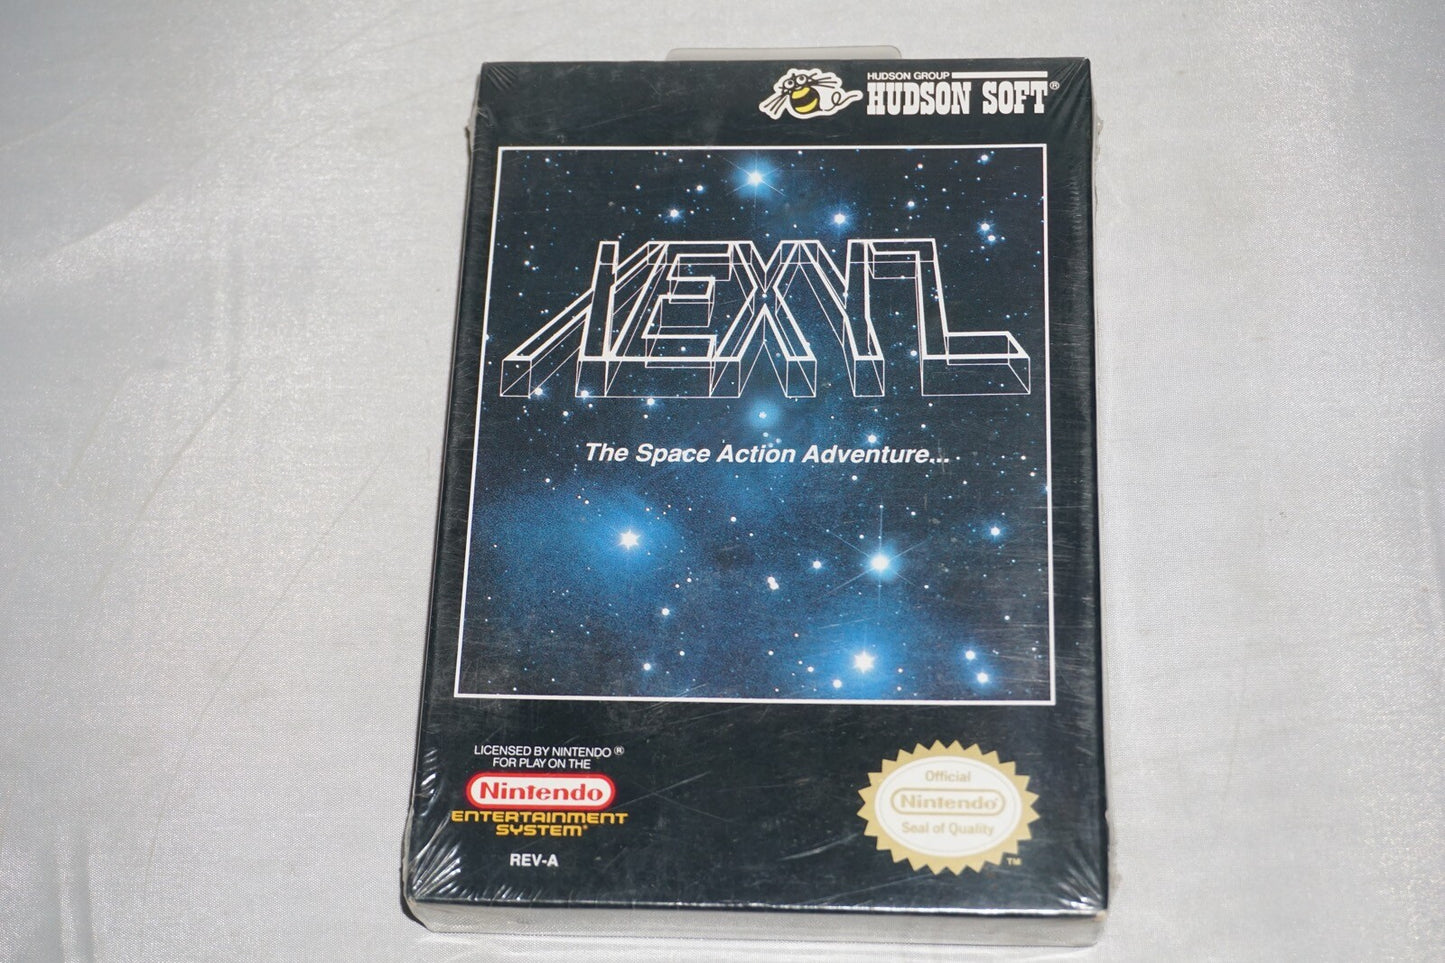 HUDSON GROUP
HUDSON SOFT®
XEXYZ
The Space Action Adventure...
LICENSED BY NINTENDO®
FOR PLAY ON THE
Nintendo
ENTERTAINMENT
SYSTEM®
REV-A
Official
Nintendo®
Seal of Quality
TM